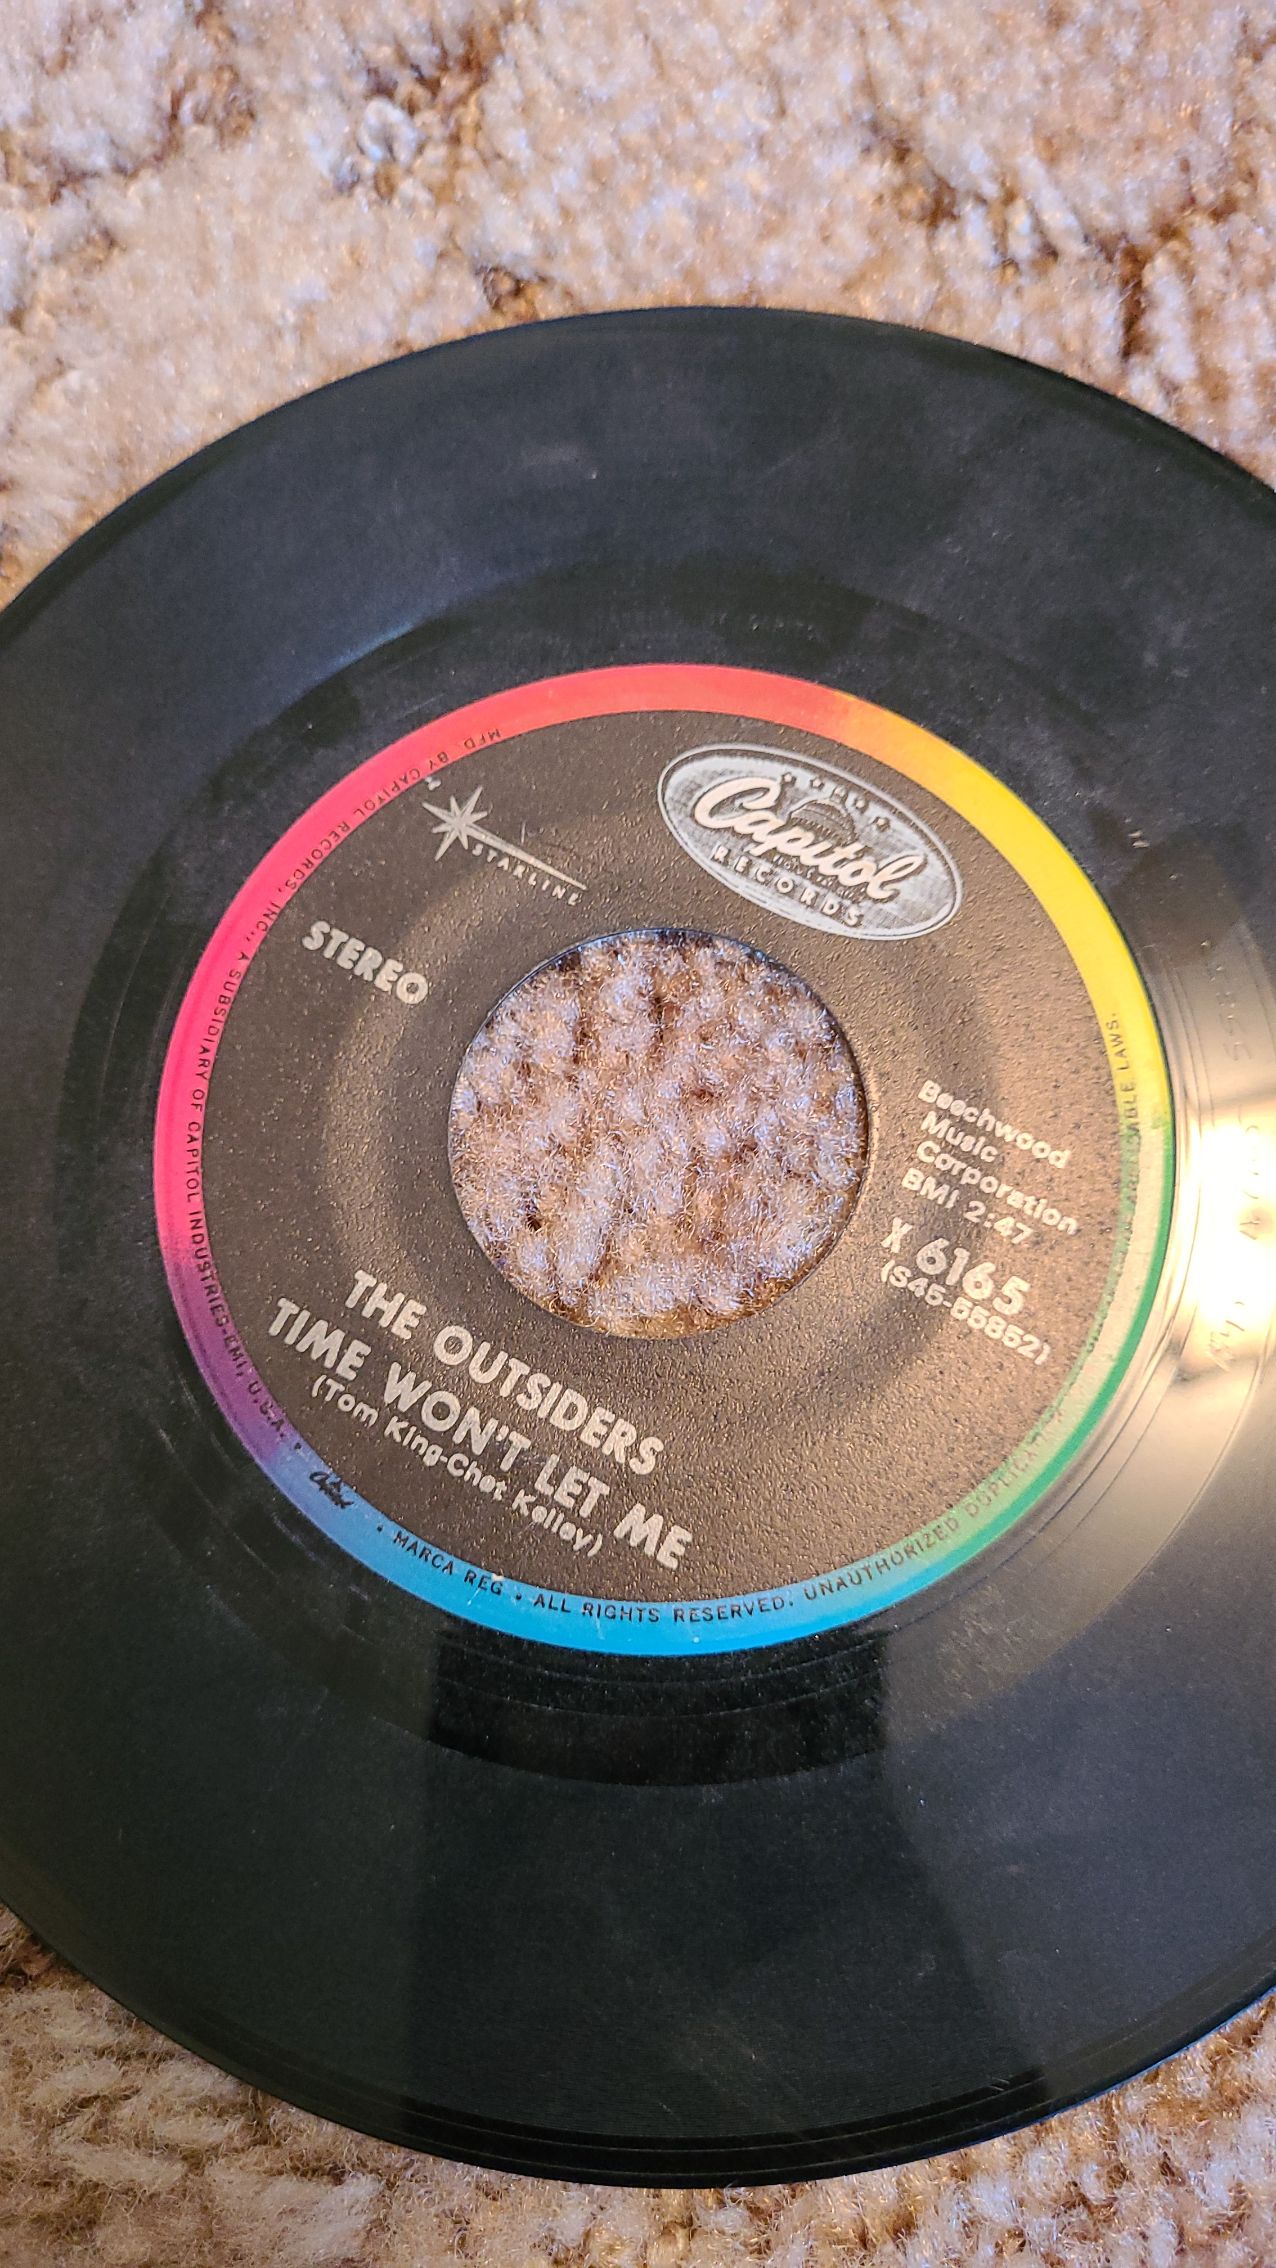 Capitol
RECORDS
STARLINE
STEREO
Beechwood
Music
Corporation
BMI 2:47
X 6165
(S45-55852)
THE OUTSIDERS
TIME WON'T LET ME
(Tom King-Chet Kelley)
MFD. BY CAPITOL RECORDS, INC., A SUBSIDIARY OF CAPITOL INDUSTRIES-EMI, U.S.A. •
Capitol
• MARCA REG • ALL RIGHTS RESERVED. UNAUTHORIZED LAWS.